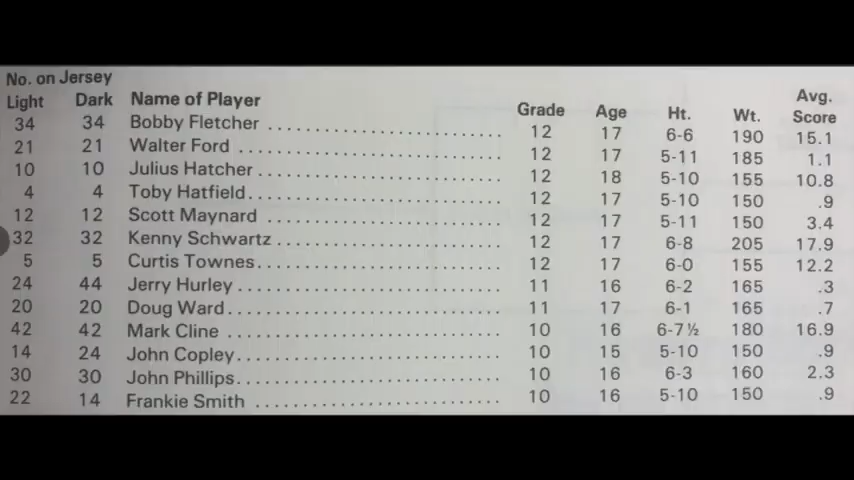 No. on Jersey
Light Dark Name of Player Grade Age Ht. Wt. Avg. Score
34 34 Bobby Fletcher .............................. 12 17 6-6 190 15.1
21 21 Walter Ford .............................. 12 17 5-11 185 1.1
10 10 Julius Hatcher .............................. 12 18 5-10 155 10.8
4 4 Toby Hatfield .............................. 12 17 5-10 150 .9
12 12 Scott Maynard .............................. 12 17 5-11 150 3.4
32 32 Kenny Schwartz .............................. 12 17 6-8 205 17.9
5 5 Curtis Townes .............................. 12 17 6-0 155 12.2
24 44 Jerry Hurley .............................. 11 16 6-2 165 .3
20 20 Doug Ward .............................. 11 17 6-1 165 .7
42 42 Mark Cline .............................. 10 16 6-7½ 180 16.9
14 24 John Copley .............................. 10 15 5-10 150 .9
30 30 John Phillips .............................. 10 16 6-3 160 2.3
22 14 Frankie Smith .............................. 10 16 5-10 150 .9